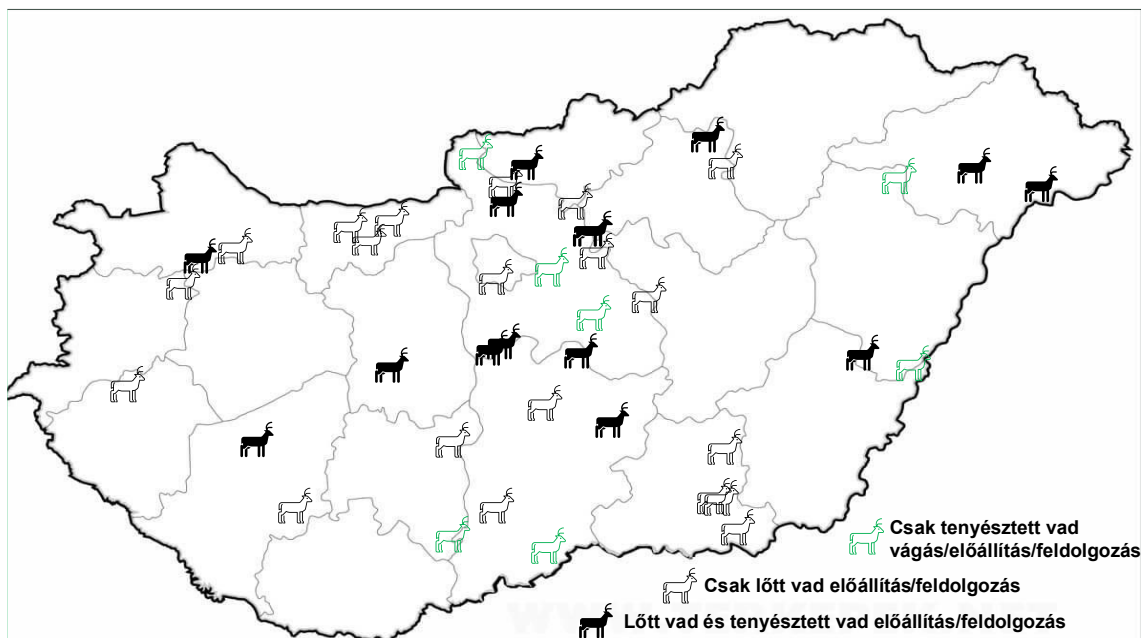 Csak tenyésztett vad
vágás/előállítás/feldolgozás
Csak lőtt vad előállítás/feldolgozás
Lőtt vad és tenyésztett vad előállítás/feldolgozás